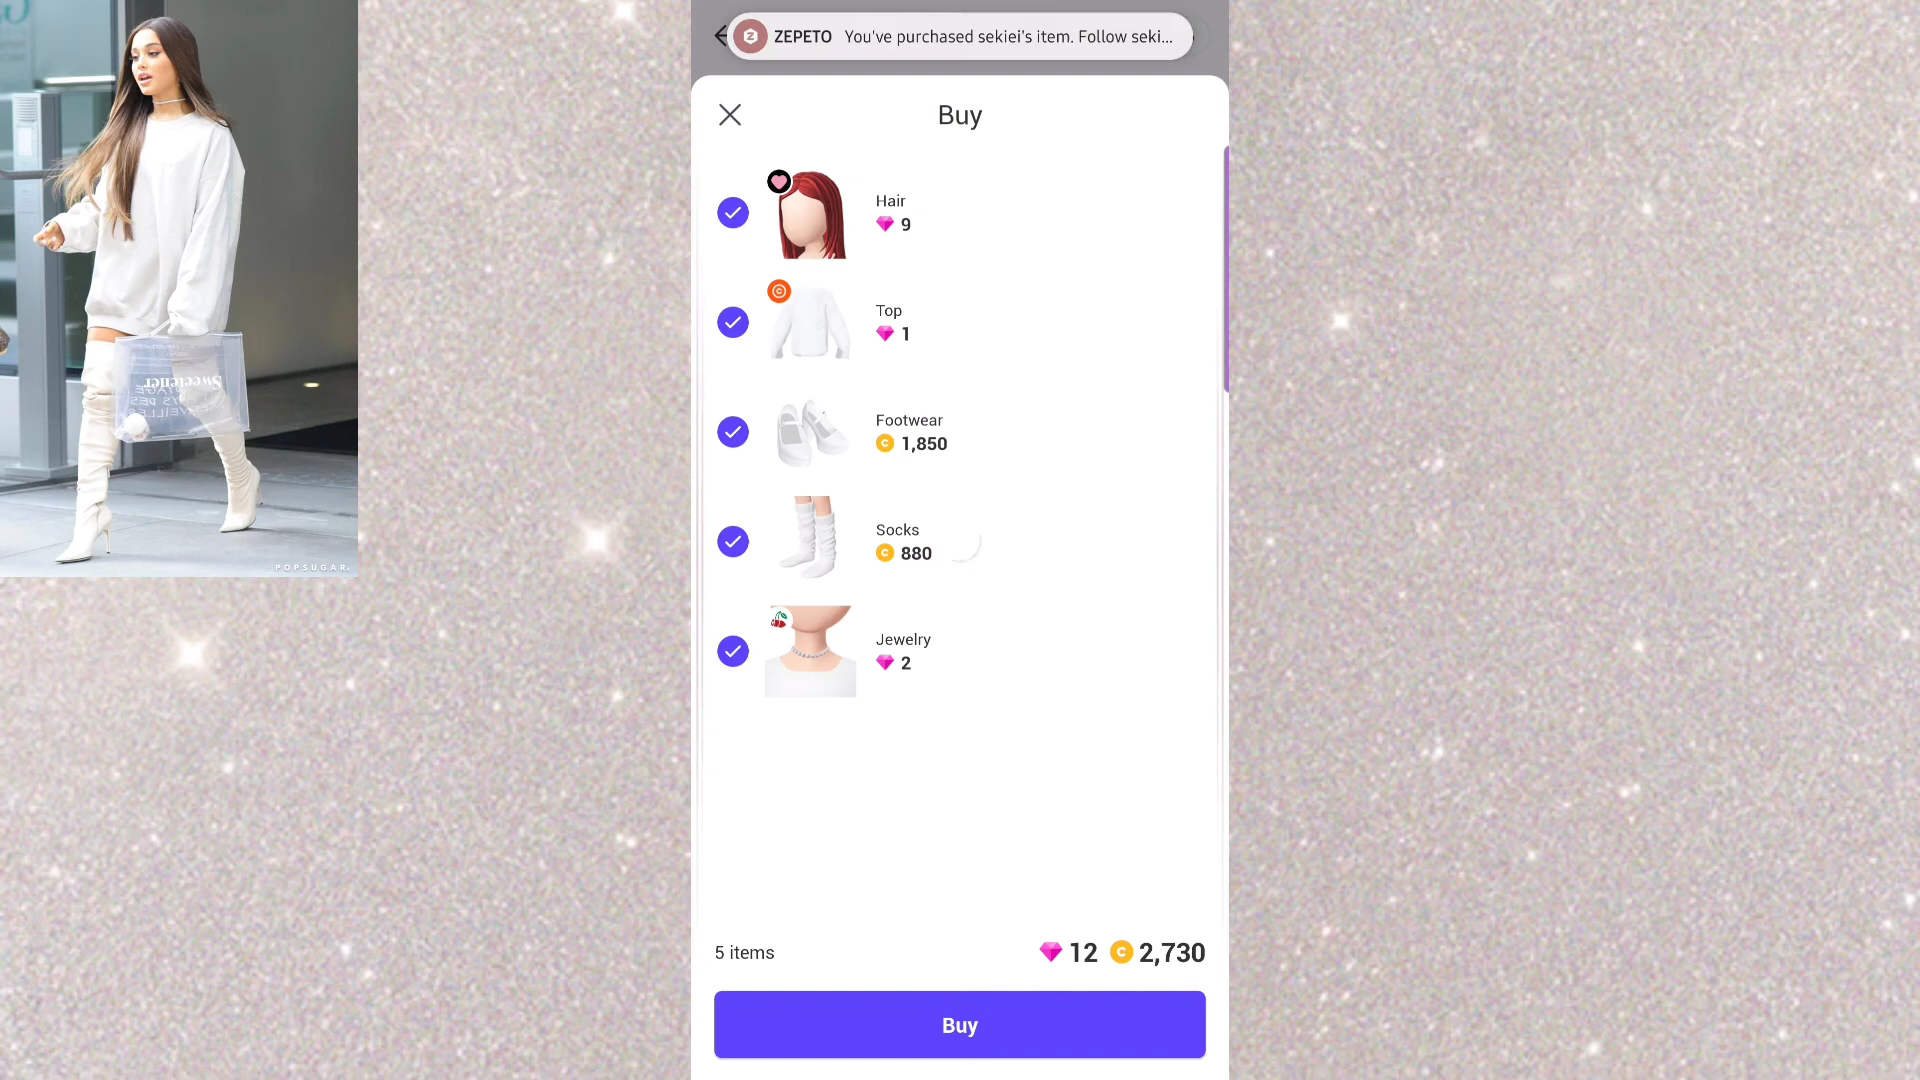 ZEPETO You've purchased sekiei's item. Follow seki...
Buy
Hair
9
Top
1
Footwear
1,850
Socks
880
Jewelry
2
5 items
12 2,730
Buy
Sweetener
POPSUGAR.